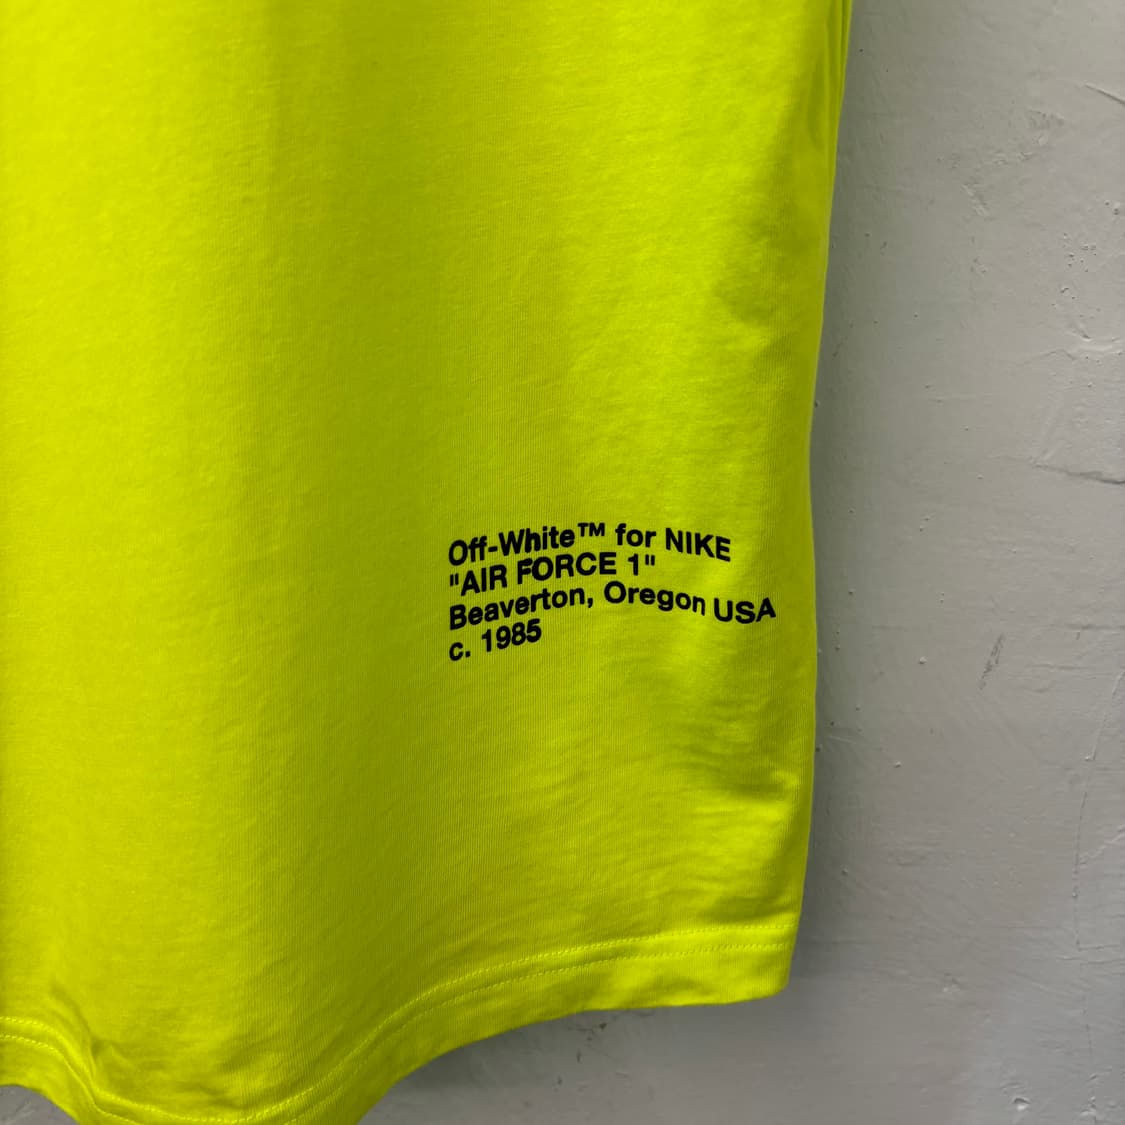 Off-White™ for NIKE
"AIR FORCE 1"
Beaverton, Oregon USA
c. 1985